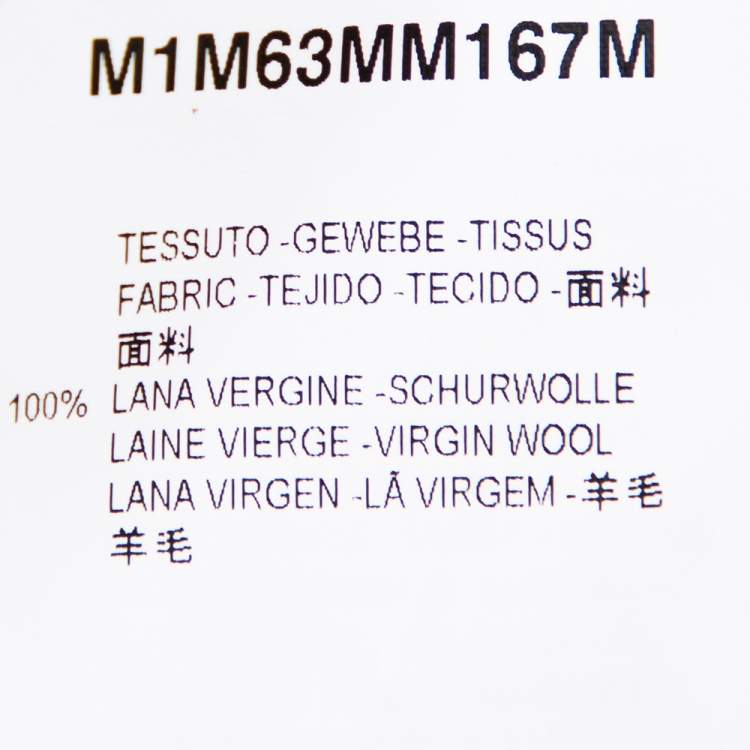 M1M63MM167M
TESSUTO -GEWEBE -TISSUS
FABRIC -TEJIDO -TECIDO -面料
面料
100% LANA VERGINE -SCHURWOLLE
LAINE VIERGE -VIRGIN WOOL
LANA VIRGEN -LÃ VIRGEM -羊毛
羊毛